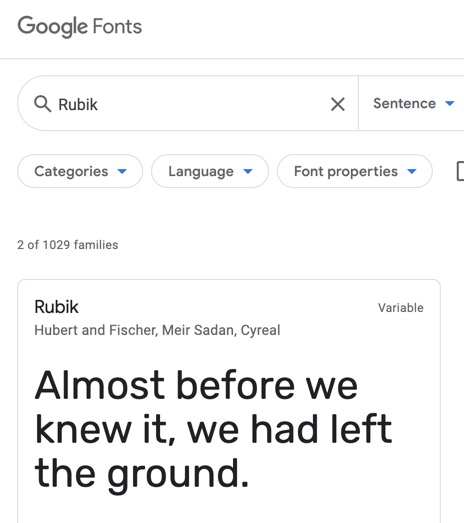 Google Fonts
Rubik
Sentence
Categories Language Font properties
2 of 1029 families
Rubik Variable
Hubert and Fischer, Meir Sadan, Cyreal
Almost before we
knew it, we had left
the ground.